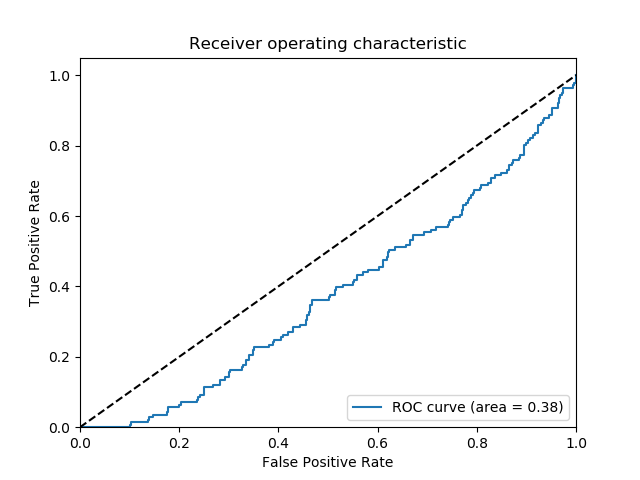 Receiver operating characteristic
True Positive Rate
1.0
0.8
0.6
0.4
0.2
0.0
ROC curve (area = 0.38)
0.0 0.2 0.4 0.6 0.8 1.0
False Positive Rate